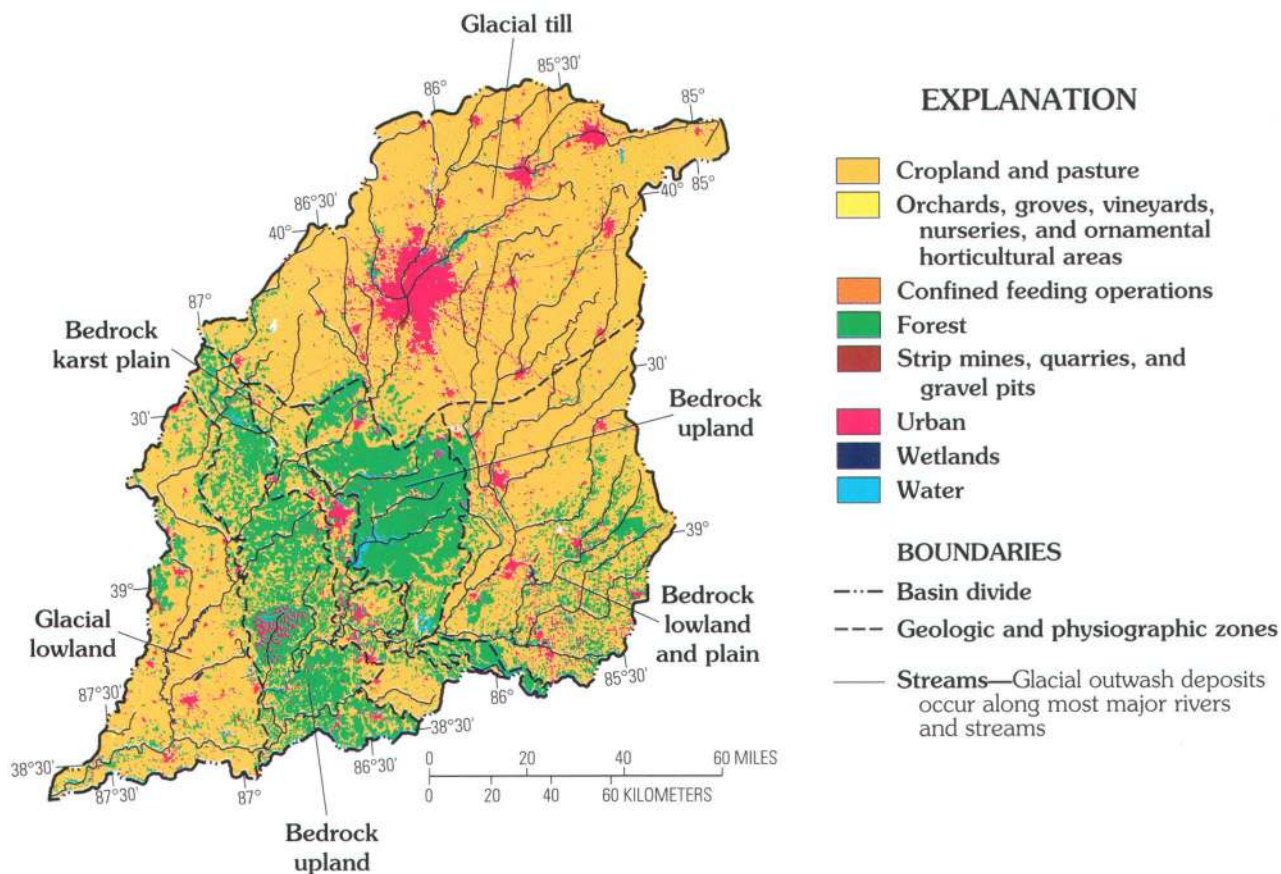 Glacial till
85°30'
86°
85°
85°
40°
86°30'
40°
87°
Bedrock
karst plain
30'
30'
Bedrock
upland
39°
39°
Glacial
lowland
Bedrock
lowland
and plain
87°30'
86°
85°30'
38°30'
38°30'
87°30'
87°
86°30'
Bedrock
upland
0 20 40 60 MILES
0 20 40 60 KILOMETERS
EXPLANATION
Cropland and pasture
Orchards, groves, vineyards,
nurseries, and ornamental
horticultural areas
Confined feeding operations
Forest
Strip mines, quarries, and
gravel pits
Urban
Wetlands
Water
BOUNDARIES
Basin divide
Geologic and physiographic zones
Streams—Glacial outwash deposits
occur along most major rivers
and streams